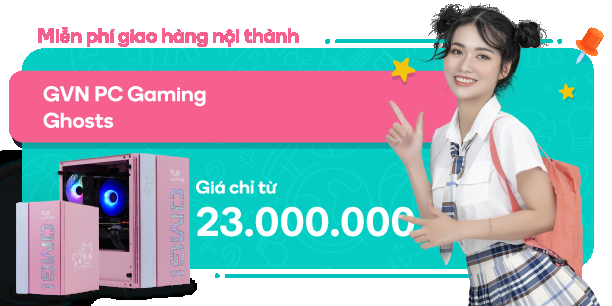 Miễn phí giao hàng nội thành
GVN PC Gaming
Ghosts
Giá chỉ từ
23.000.000